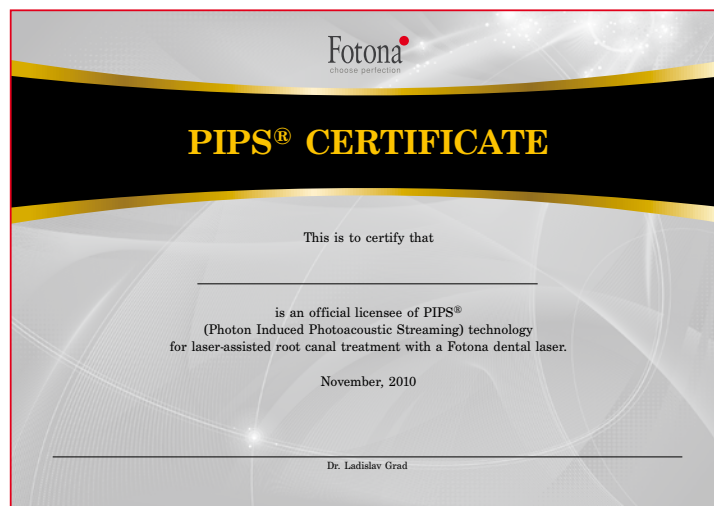 Fotona
choose perfection
PIPS® CERTIFICATE
This is to certify that
is an official licensee of PIPS®
(Photon Induced Photoacoustic Streaming) technology
for laser-assisted root canal treatment with a Fotona dental laser.
November, 2010
Dr. Ladislav Grad